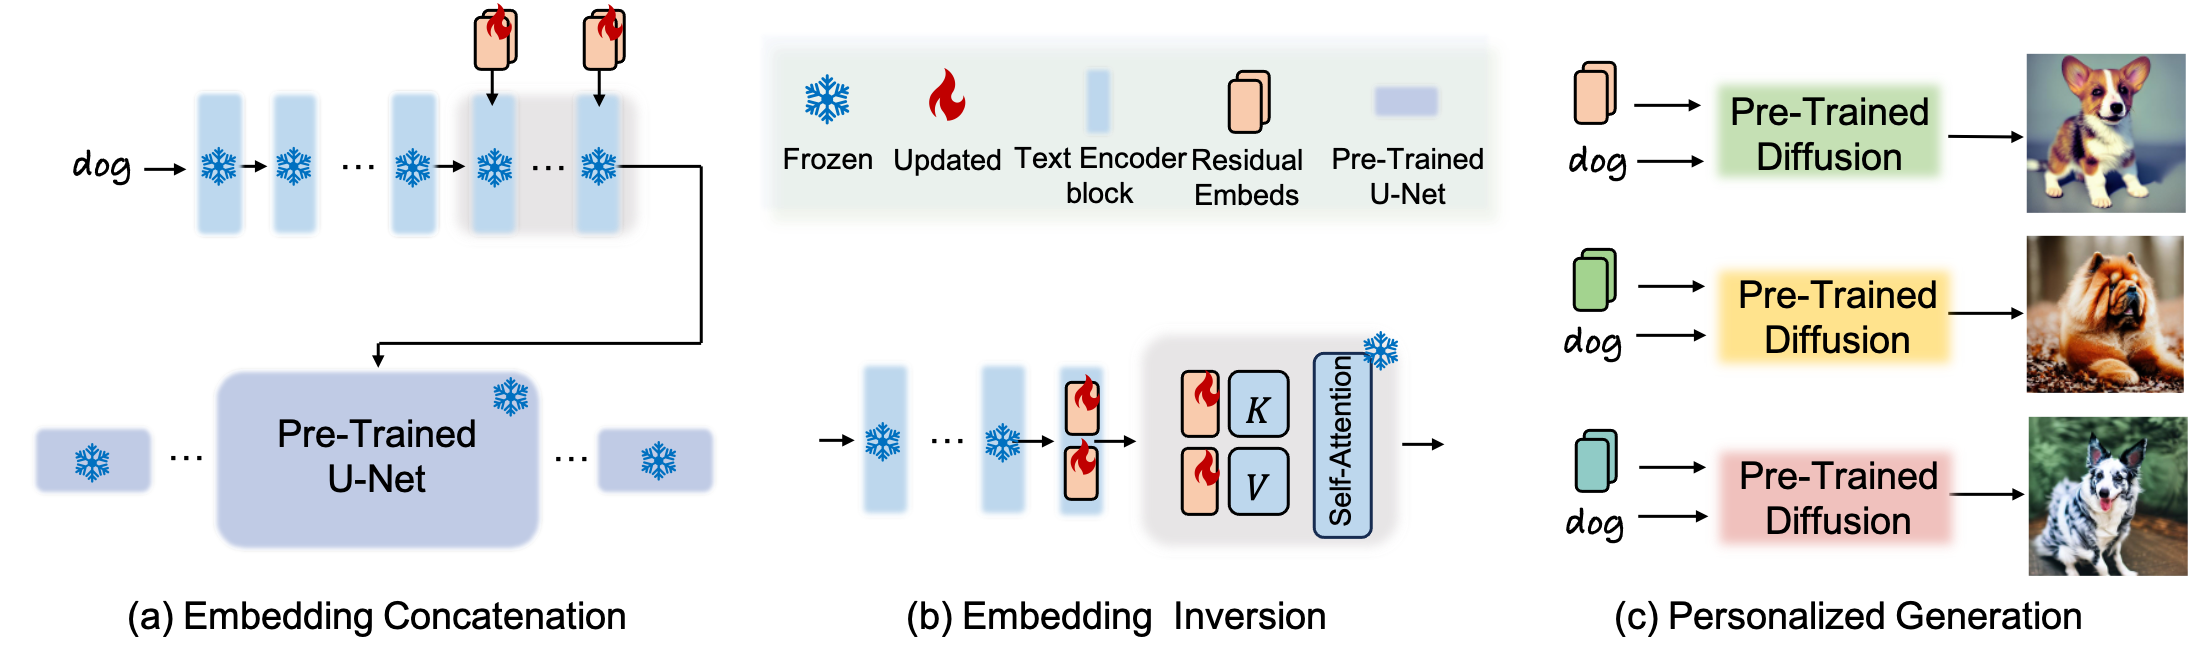 dog
...
...
Pre-Trained
U-Net
...
...
(a) Embedding Concatenation
Frozen
Updated
Text Encoder
block
Residual
Embeds
Pre-Trained
U-Net
...
K
V
Self-Attention
(b) Embedding Inversion
dog
Pre-Trained
Diffusion
dog
Pre-Trained
Diffusion
dog
Pre-Trained
Diffusion
(c) Personalized Generation